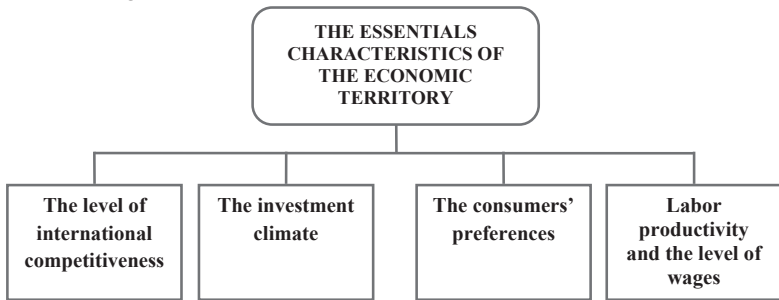 THE ESSENTIALS
CHARACTERISTICS OF
THE ECONOMIC
TERRITORY
The level of
international
competitiveness
The investment
climate
The consumers’
preferences
Labor
productivity
and the level of
wages